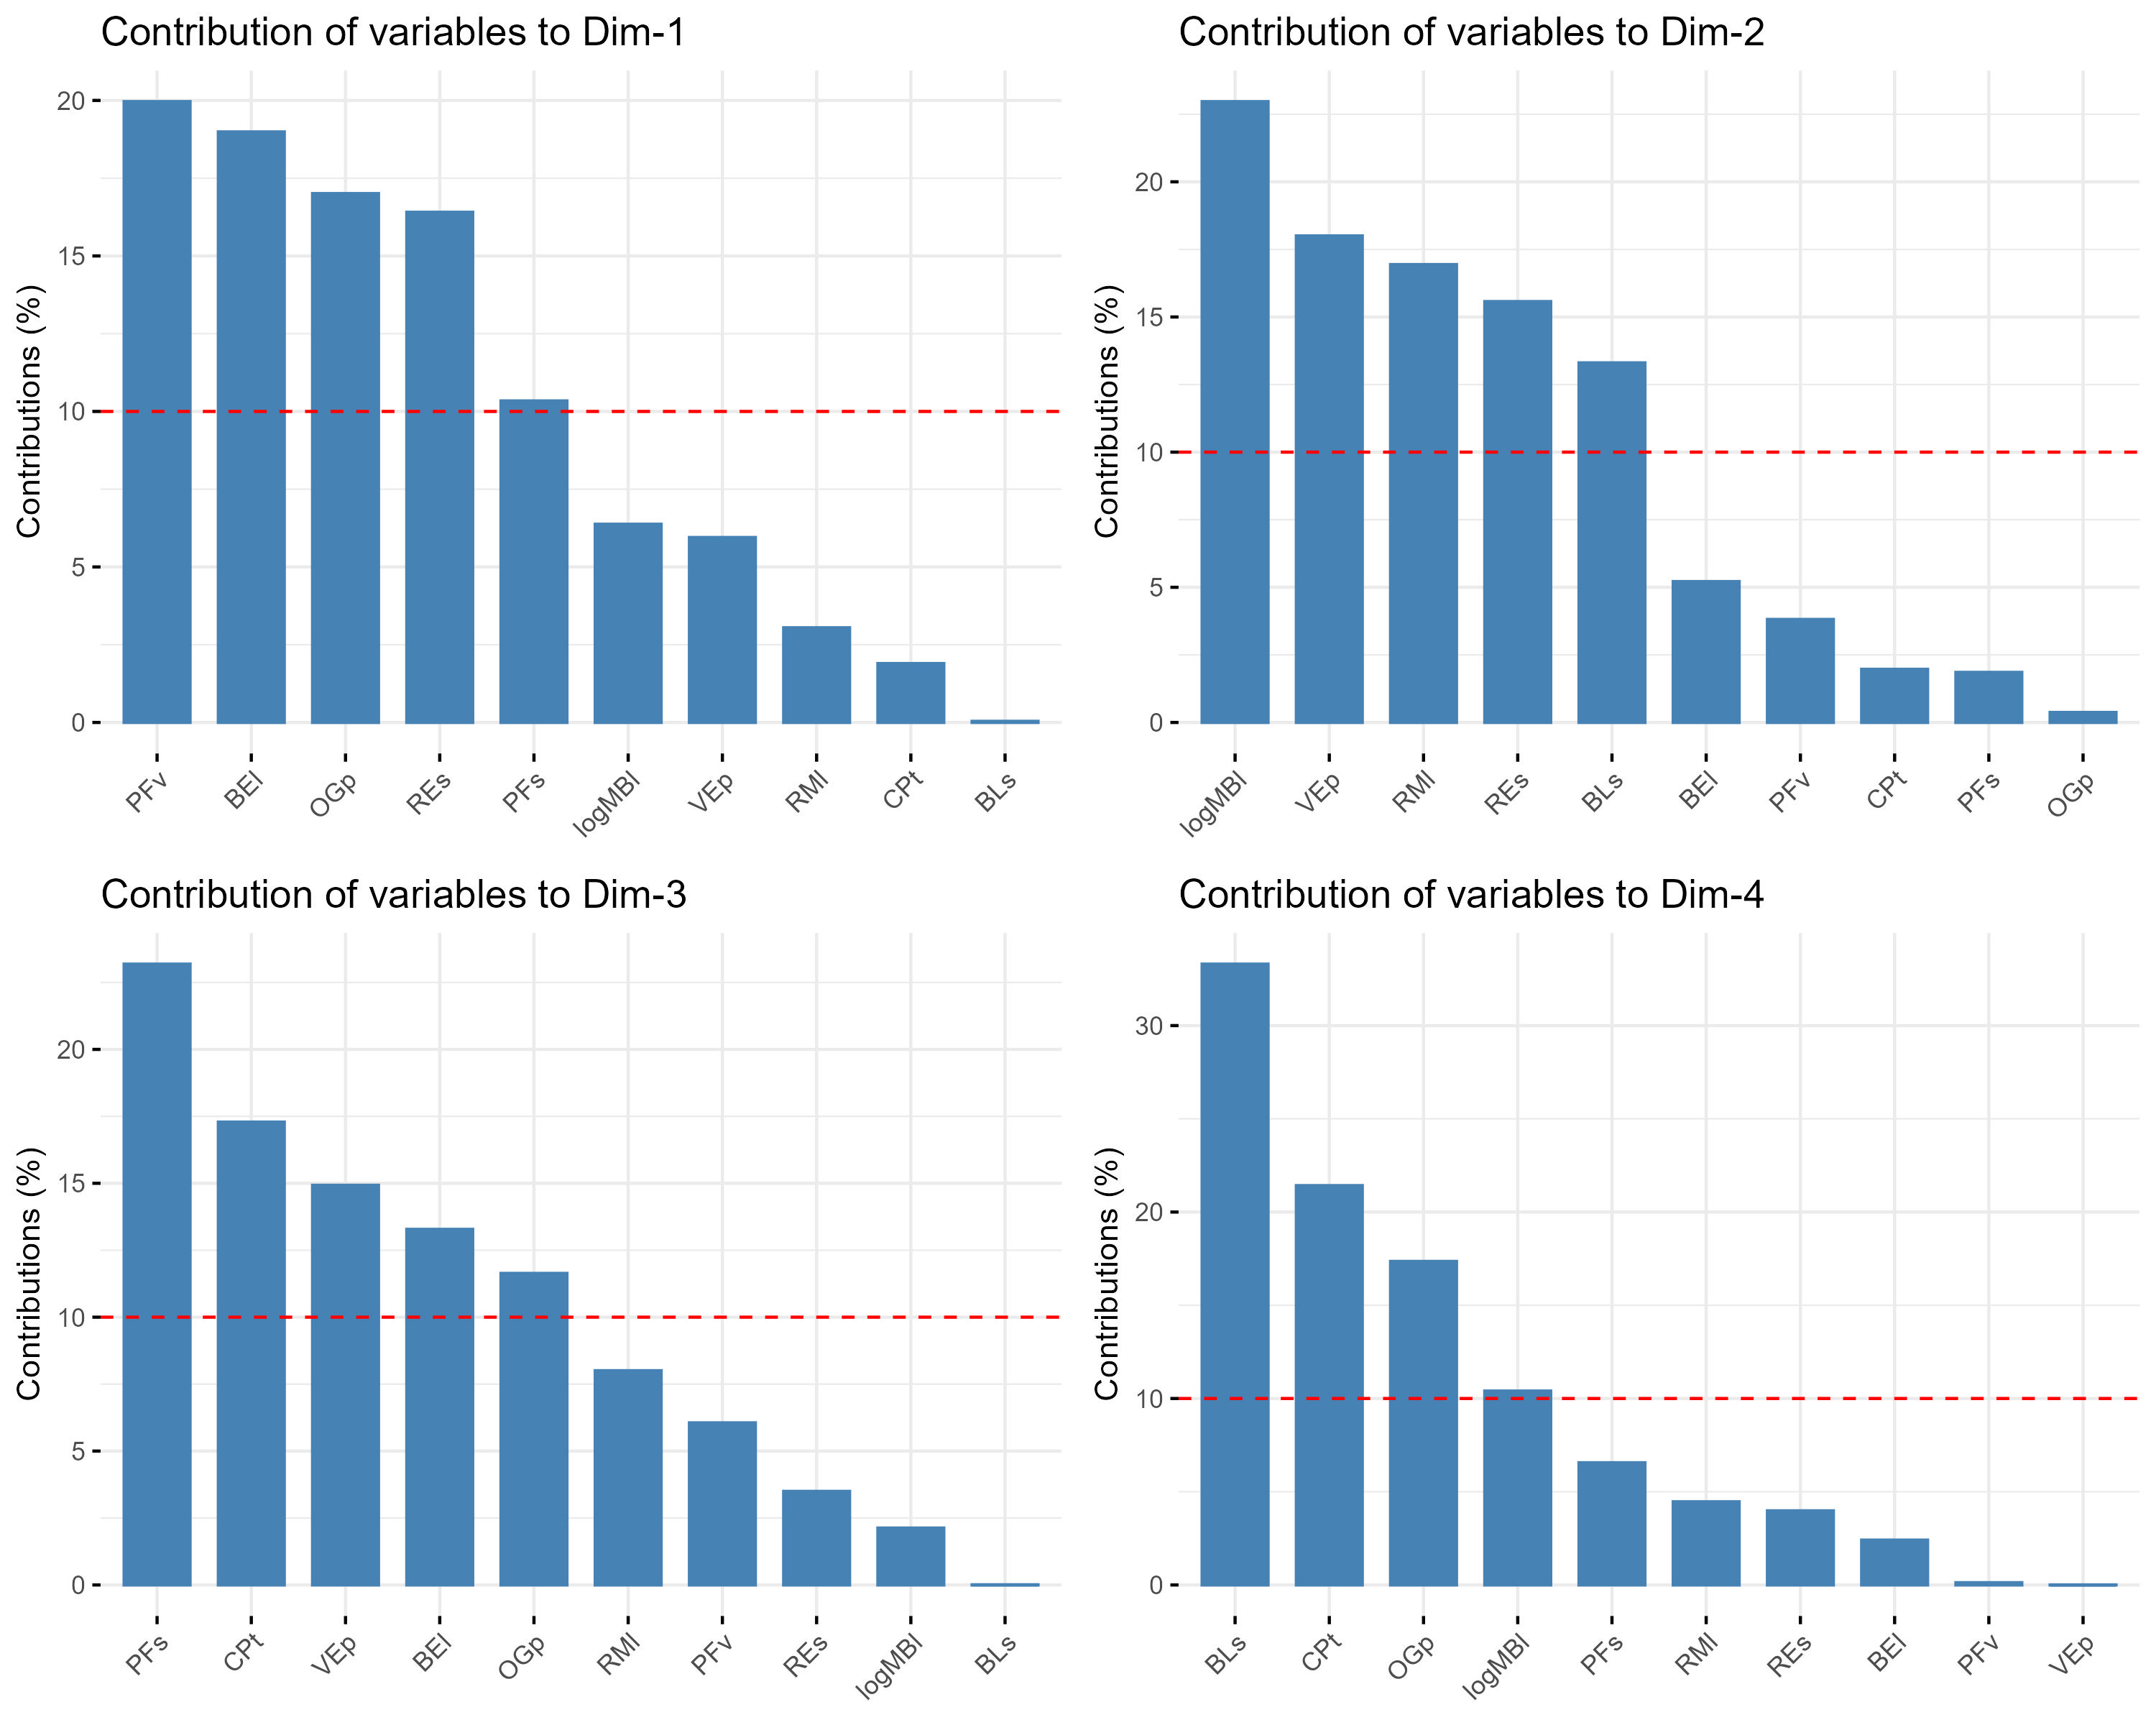 Contribution of variables to Dim-1
Contributions (%)
20
15
10
5
0
PFv BEl OGp REs PFs logMBl VEp RMl CPt BLs
Contribution of variables to Dim-2
Contributions (%)
20
15
10
5
0
logMBl VEp RMl REs BLs BEl PFv CPt PFs OGp
Contribution of variables to Dim-3
Contributions (%)
20
15
10
5
0
PFs CPt VEp BEl OGp RMl PFv REs logMBl BLs
Contribution of variables to Dim-4
Contributions (%)
30
20
10
0
BLs CPt OGp logMBl PFs RMl REs BEl PFv VEp